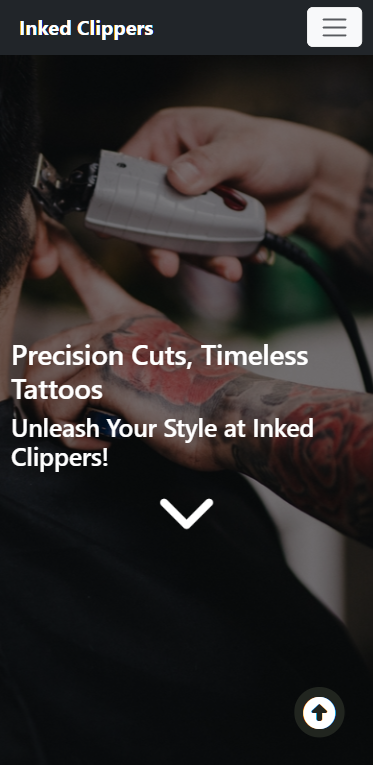 Inked Clippers
Precision Cuts, Timeless
Tattoos
Unleash Your Style at Inked
Clippers!